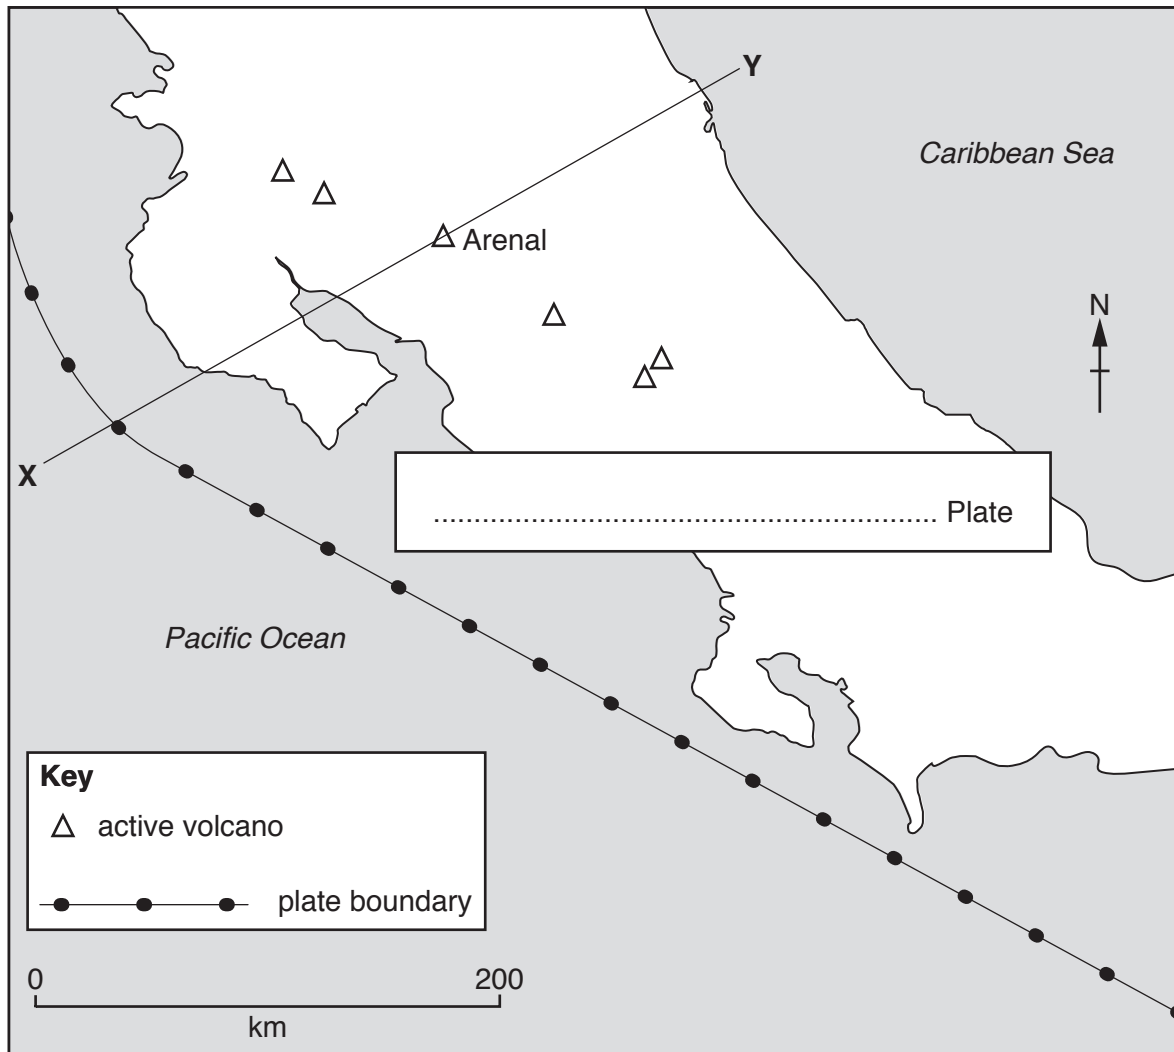 Y
Caribbean Sea
Arenal
N
X
........................................................... Plate
Pacific Ocean
Key
active volcano
plate boundary
0 200
km